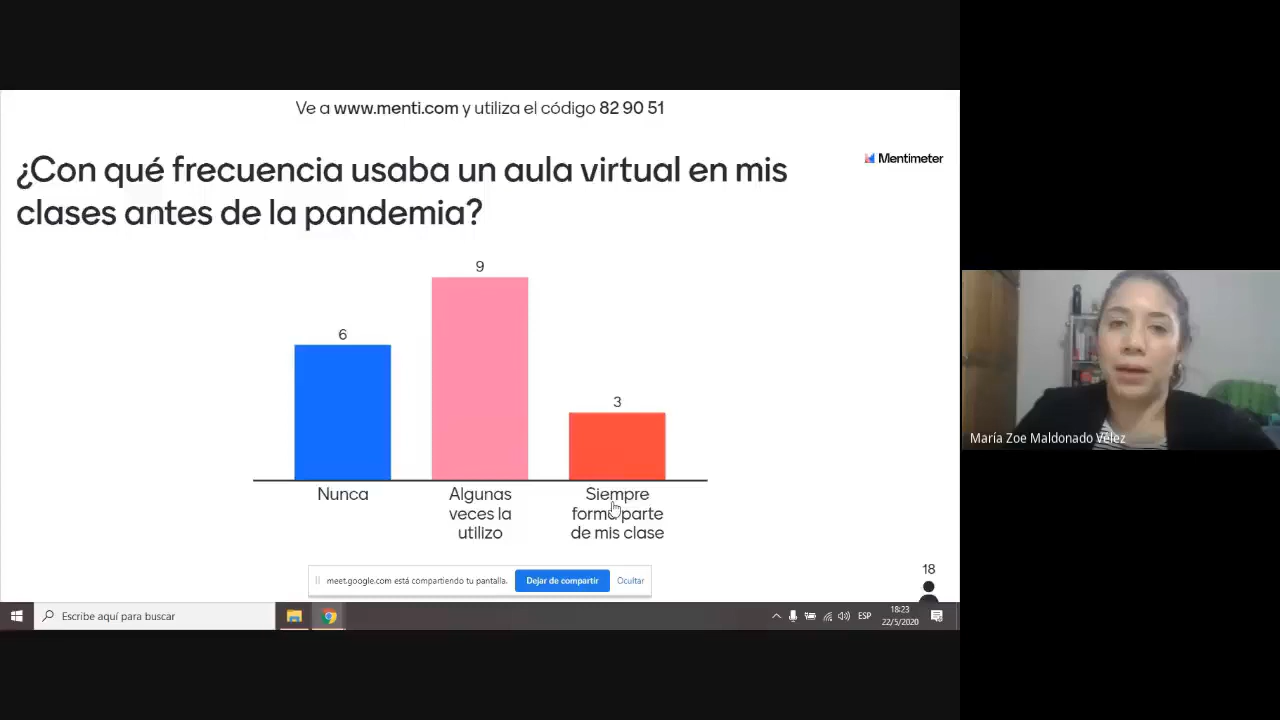 Ve a www.menti.com y utiliza el código 82 90 51
Mentimeter
¿Con qué frecuencia usaba un aula virtual en mis
clases antes de la pandemia?
9
6
3
Nunca
Algunas
veces la
utilizo
Siempre
formó parte
de mis clase
María Zoe Maldonado Vélez
18
meet.google.com está compartiendo tu pantalla.
Dejar de compartir
Ocultar
Escribe aquí para buscar
ESP
18:23
22/5/2020